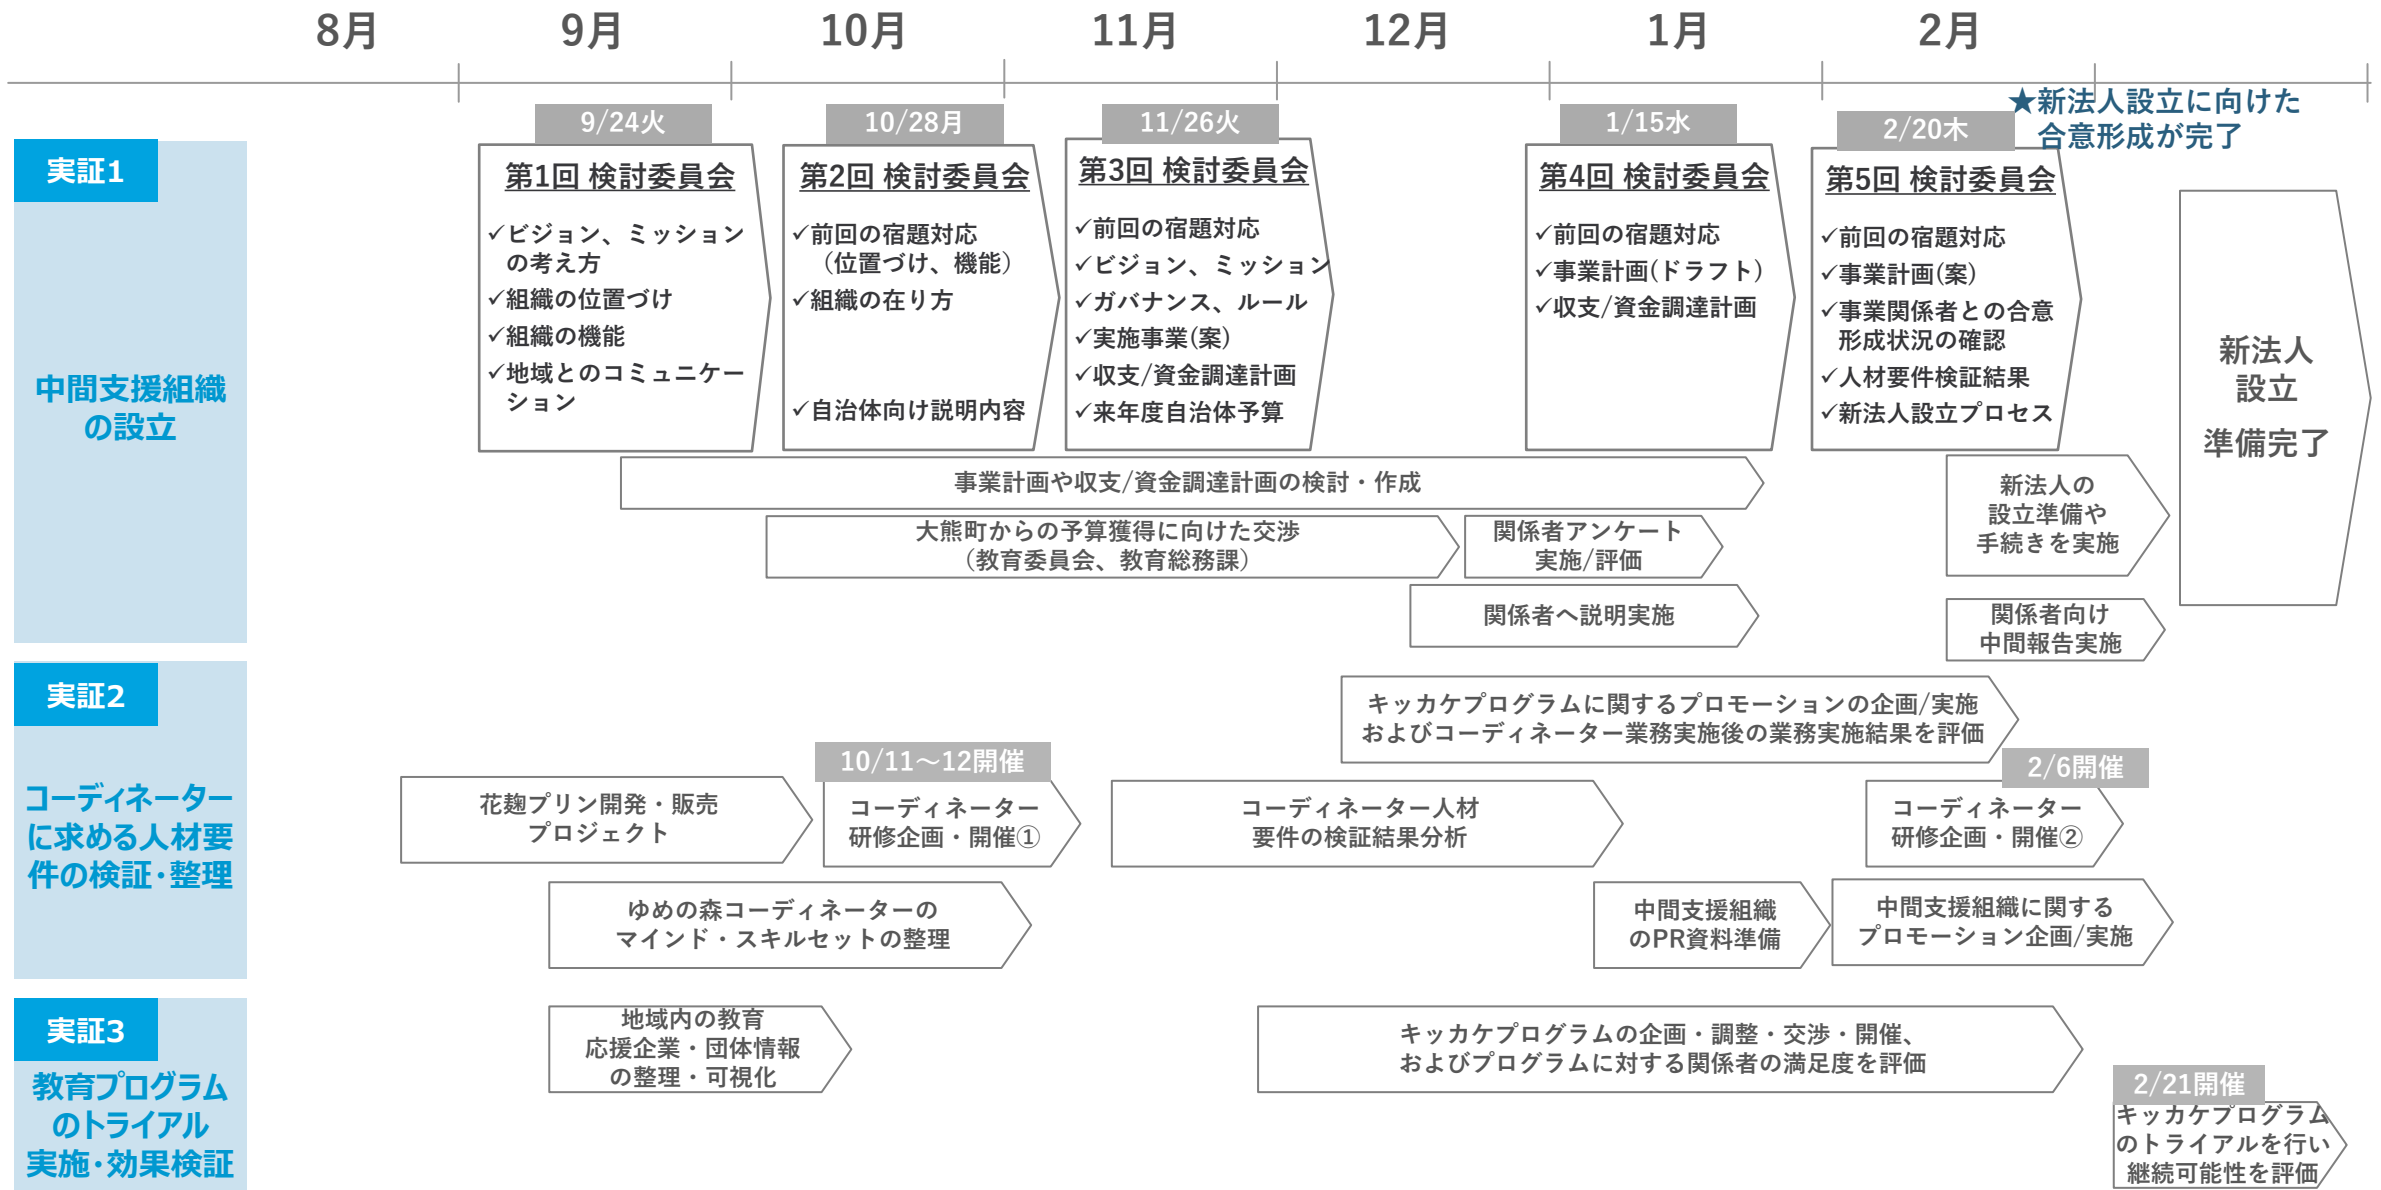 8月
9月
10月
11月
12月
1月
2月
★新法人設立に向けた
合意形成が完了
実証1
中間支援組織
の設立
9/24火
第1回 検討委員会
✓ビジョン、ミッション
の考え方
✓組織の位置づけ
✓組織の機能
✓地域とのコミュニケー
ション
10/28月
第2回 検討委員会
✓前回の宿題対応
（位置づけ、機能）
✓組織の在り方
✓自治体向け説明内容
11/26火
第3回 検討委員会
✓前回の宿題対応
✓ビジョン、ミッション
✓ガバナンス、ルール
✓実施事業(案)
✓収支/資金調達計画
✓来年度自治体予算
1/15水
第4回 検討委員会
✓前回の宿題対応
✓事業計画(ドラフト)
✓収支/資金調達計画
2/20木
第5回 検討委員会
✓前回の宿題対応
✓事業計画(案)
✓事業関係者との合意
形成状況の確認
✓人材要件検証結果
✓新法人設立プロセス
新法人
設立
準備完了
事業計画や収支/資金調達計画の検討・作成
大熊町からの予算獲得に向けた交渉
（教育委員会、教育総務課）
関係者アンケート
実施/評価
関係者へ説明実施
新法人の
設立準備や
手続きを実施
関係者向け
中間報告実施
実証2
コーディネーター
に求める人材要
件の検証・整理
キッカケプログラムに関するプロモーションの企画/実施
およびコーディネーター業務実施後の業務実施結果を評価
花麹プリン開発・販売
プロジェクト
10/11～12開催
コーディネーター
研修企画・開催①
コーディネーター人材
要件の検証結果分析
2/6開催
コーディネーター
研修企画・開催②
ゆめの森コーディネーターの
マインド・スキルセットの整理
中間支援組織
のPR資料準備
中間支援組織に関する
プロモーション企画/実施
実証3
教育プログラム
のトライアル
実施・効果検証
地域内の教育
応援企業・団体情報
の整理・可視化
キッカケプログラムの企画・調整・交渉・開催、
およびプログラムに対する関係者の満足度を評価
2/21開催
キッカケプログラム
のトライアルを行い
継続可能性を評価